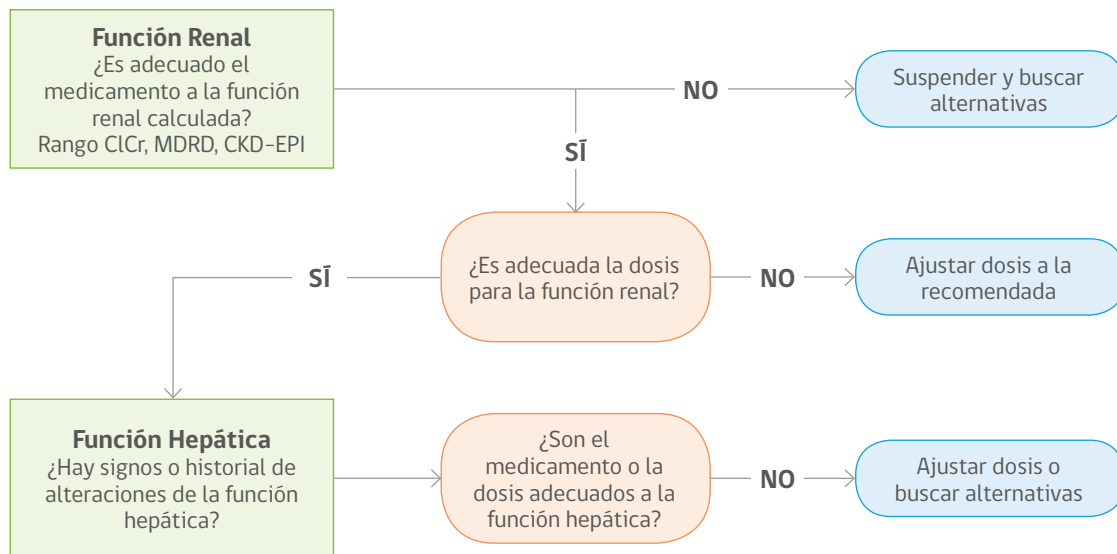 Función Renal
¿Es adecuado el
medicamento a la función
renal calculada?
Rango ClCr, MDRD, CKD-EPI
NO
Suspender y buscar
alternativas
SÍ
¿Es adecuada la dosis
para la función renal?
NO
Ajustar dosis a la
recomendada
SÍ
Función Hepática
¿Hay signos o historial de
alteraciones de la función
hepática?
¿Son el
medicamento o la
dosis adecuados a la
función hepática?
NO
Ajustar dosis o
buscar alternativas